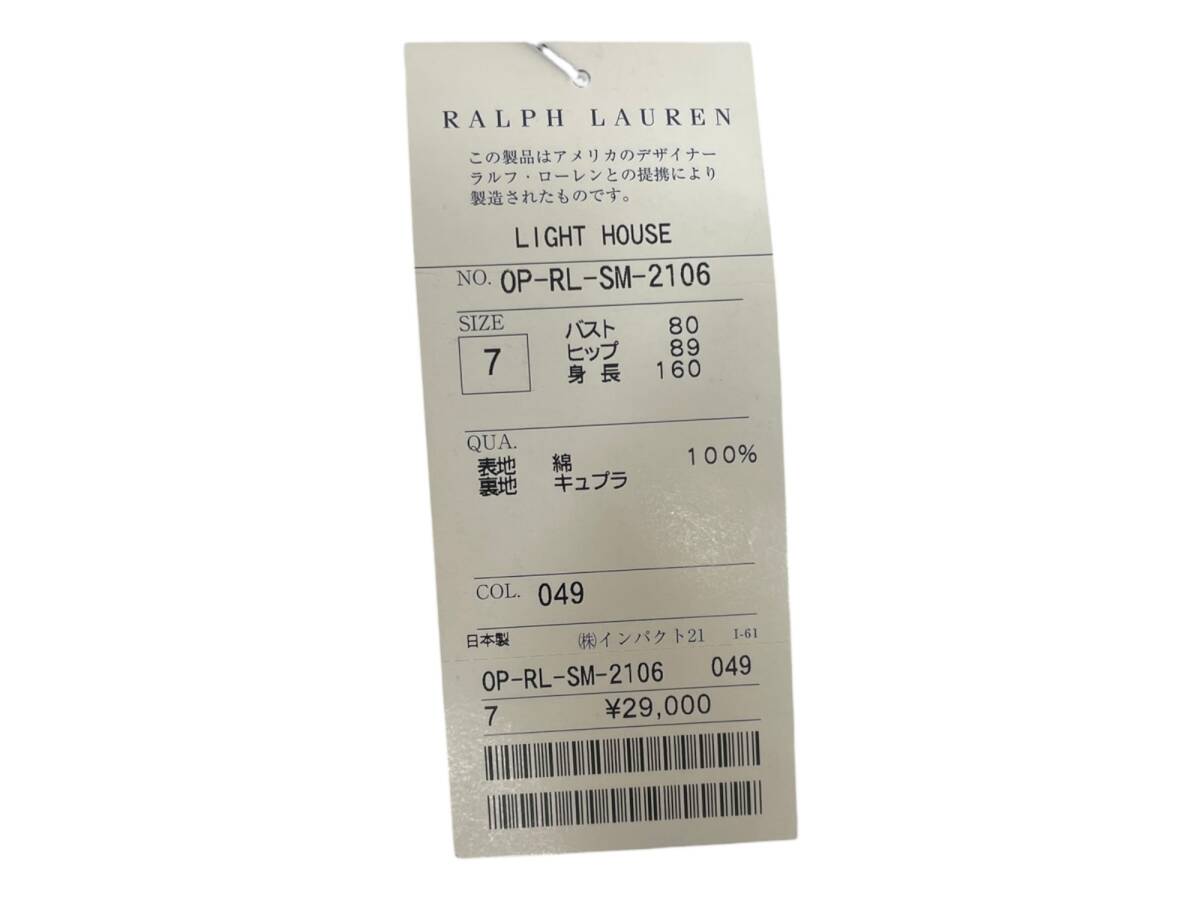 RALPH LAUREN
この製品はアメリカのデザイナー
ラルフ・ローレンとの提携により
製造されたものです。
LIGHT HOUSE
NO. OP-RL-SM-2106
SIZE
7
バスト 80
ヒップ 89
身長 160
QUA.
表地 綿 100%
裏地 キュプラ
COL. 049
日本製 ㈱インパクト21 I-61
OP-RL-SM-2106 049
7 ¥29,000